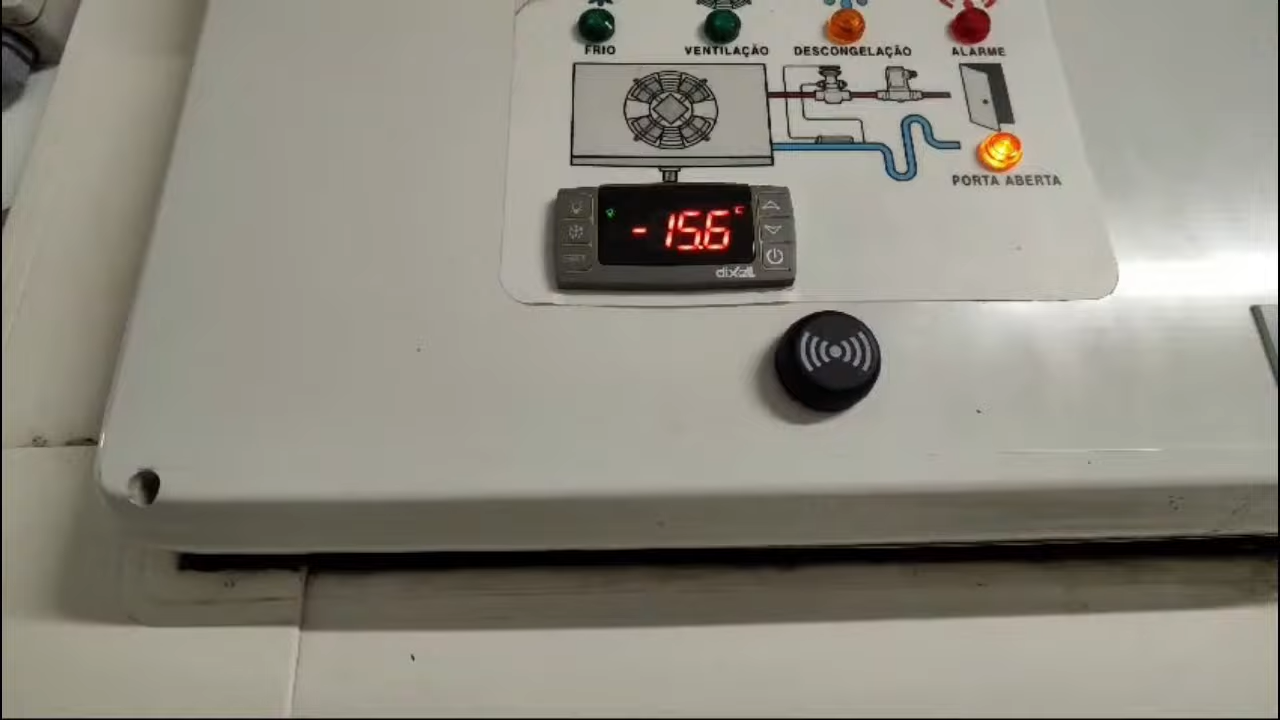 FRIO
VENTILAÇÃO
DESCONGELAÇÃO
ALARME
PORTA ABERTA
-15.6 °C
dixell